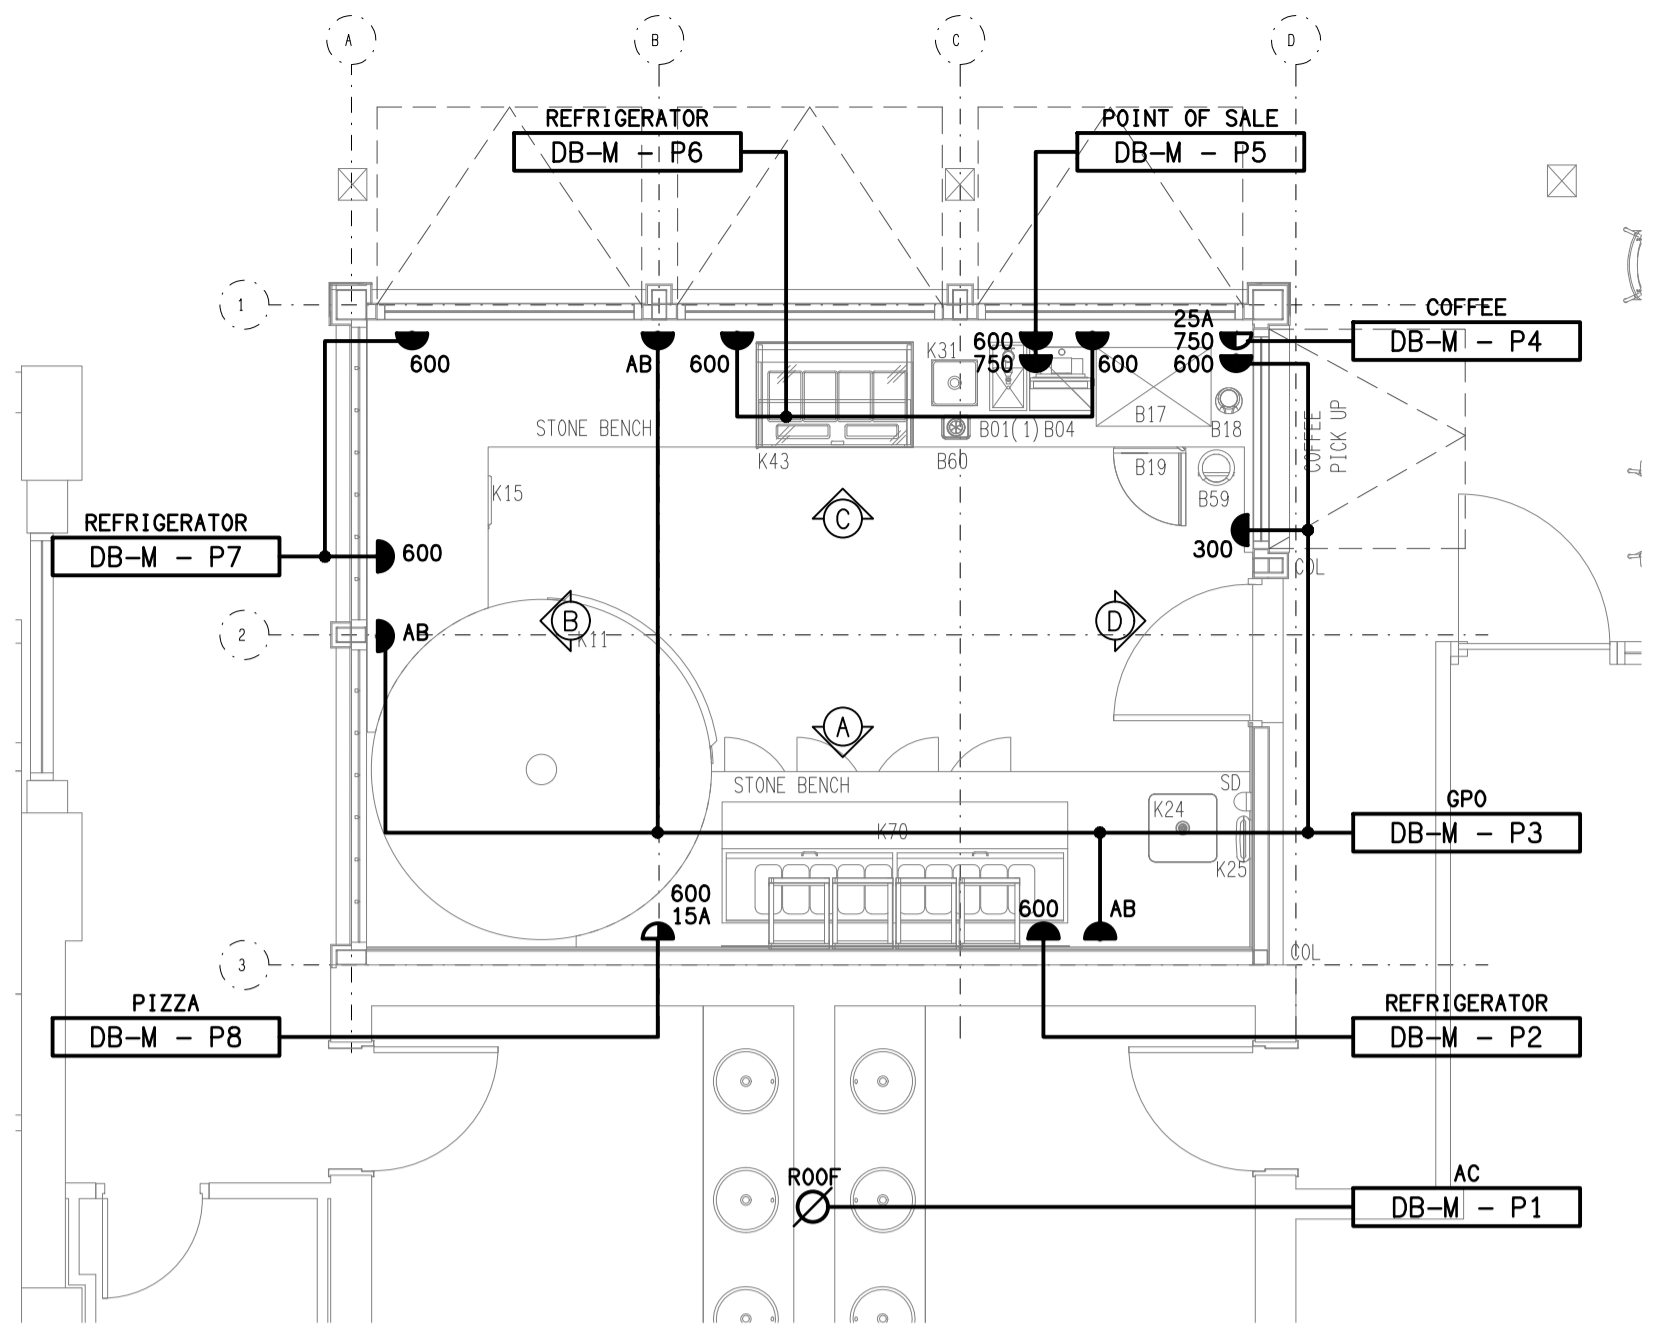 A
B
C
D
REFRIGERATOR
DB-M - P6
POINT OF SALE
DB-M - P5
1
COFFEE
DB-M - P4
25A
750
600
600
AB
600
600
750
K31
600
B17
B18
STONE BENCH
B01(1)
B04
K43
B60
B19
B59
COFFEE
PICK UP
K15
C
REFRIGERATOR
DB-M - P7
600
300
COL
2
AB
B
K11
D
A
STONE BENCH
SD
K24
K70
K25
GPO
DB-M - P3
600
15A
600
AB
3
COL
PIZZA
DB-M - P8
REFRIGERATOR
DB-M - P2
ROOF
AC
DB-M - P1